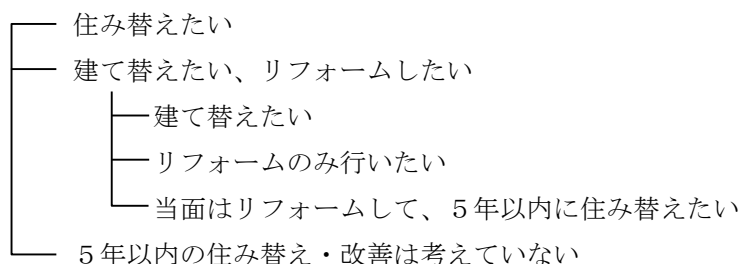 住み替えたい
建て替えたい、リフォームしたい
建て替えたい
リフォームのみ行いたい
当面はリフォームして、５年以内に住み替えたい
５年以内の住み替え・改善は考えていない